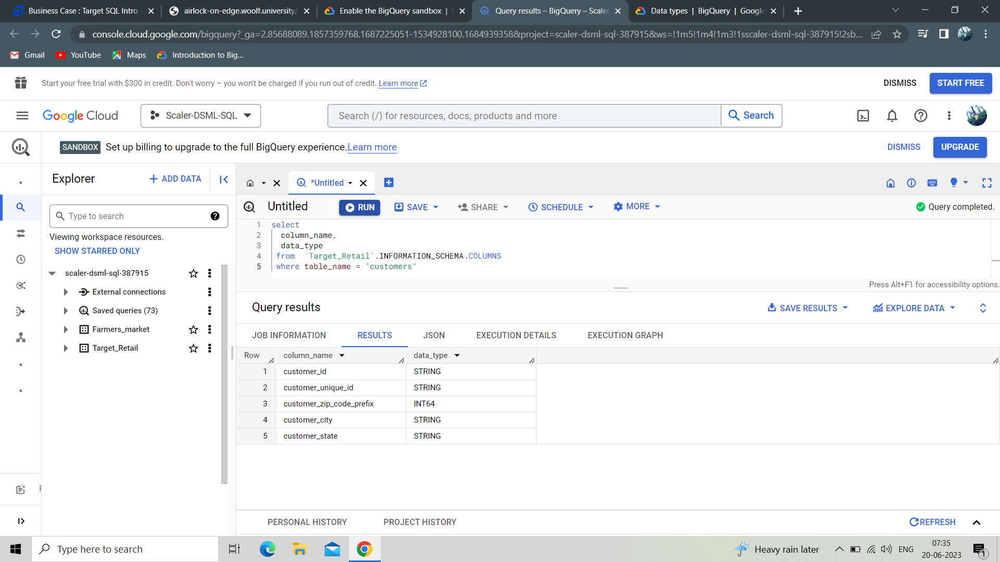 Business Case : Target SQL Intro
airlock-on-edge.woolf.university/
Enable the BigQuery sandbox |
Query results – BigQuery – Scaler
Data types | BigQuery | Google
console.cloud.google.com/bigquery?_ga=2.85688089.1857359768.1687225051-1534928100.1684939358&project=scaler-dsml-sql-387915&ws=!1m5!1m4!1m3!1sscaler-dsml-sql-387915!2sb...
Gmail
YouTube
Maps
Introduction to Big...
Start your free trial with $300 in credit. Don't worry – you won't be charged if you run out of credit. Learn more
DISMISS
START FREE
Google Cloud
Scaler-DSML-SQL
Search (/) for resources, docs, products and more
Search
SANDBOX Set up billing to upgrade to the full BigQuery experience.Learn more
DISMISS
UPGRADE
Explorer
+ ADD DATA
*Untitled
Untitled
RUN
SAVE
SHARE
SCHEDULE
MORE
Query completed.
Type to search
Viewing workspace resources.
SHOW STARRED ONLY
scaler-dsml-sql-387915
External connections
Saved queries (73)
Farmers_market
Target_Retail
1 select
2 column_name,
3 data_type
4 from `Target_Retail`.INFORMATION_SCHEMA.COLUMNS
5 where table_name = "customers"
Press Alt+F1 for accessibility options.
Query results
SAVE RESULTS
EXPLORE DATA
JOB INFORMATION
RESULTS
JSON
EXECUTION DETAILS
EXECUTION GRAPH
Row column_name data_type
1 customer_id STRING
2 customer_unique_id STRING
3 customer_zip_code_prefix INT64
4 customer_city STRING
5 customer_state STRING
PERSONAL HISTORY
PROJECT HISTORY
REFRESH
Type here to search
Heavy rain later
ENG
07:35
20-06-2023
1